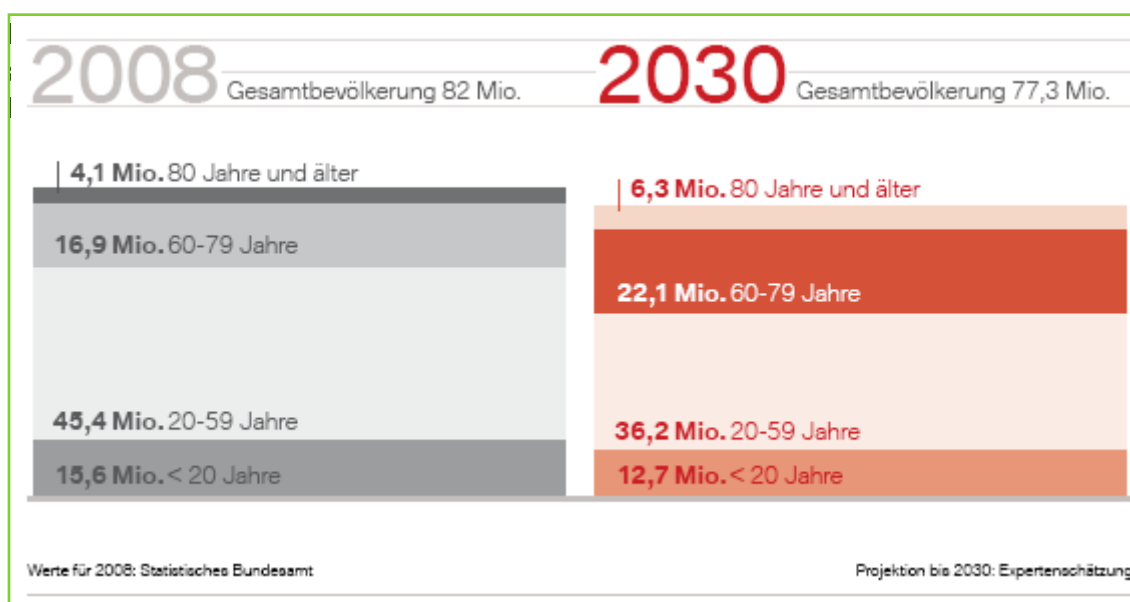 2008 Gesamtbevölkerung 82 Mio.
2030 Gesamtbevölkerung 77,3 Mio.
4,1 Mio. 80 Jahre und älter
16,9 Mio. 60-79 Jahre
45,4 Mio. 20-59 Jahre
15,6 Mio. < 20 Jahre
6,3 Mio. 80 Jahre und älter
22,1 Mio. 60-79 Jahre
36,2 Mio. 20-59 Jahre
12,7 Mio. < 20 Jahre
Werte für 2008: Statistisches Bundesamt
Projektion bis 2030: Expertenschätzung